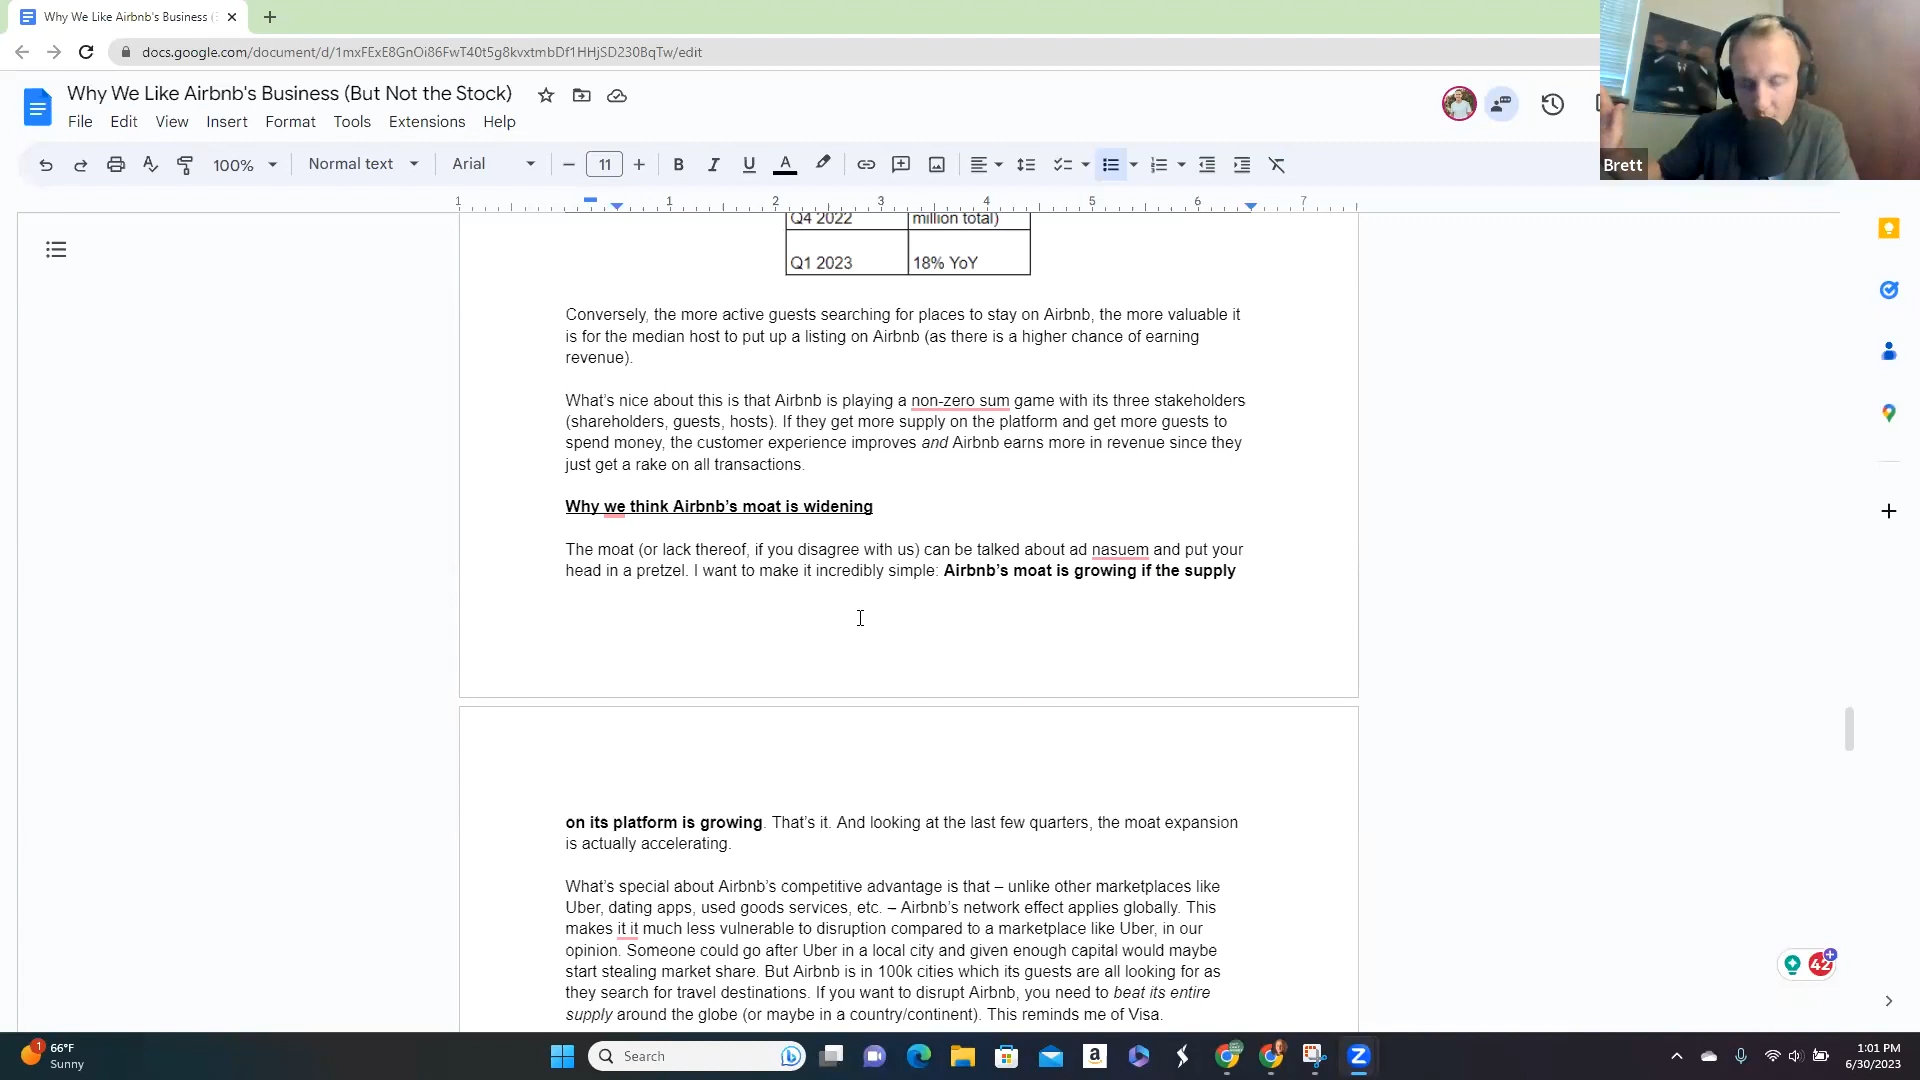 Why We Like Airbnb's Business (
docs.google.com/document/d/1mxFExE8GnOi86FwT40t5g8kvxtmbDf1HHjSD230BqTw/edit
Why We Like Airbnb's Business (But Not the Stock)
File Edit View Insert Format Tools Extensions Help
100% Normal text Arial 11 B I U A
Brett
1 1 2 3 4 5 6 7
Q4 2022 million total)
Q1 2023 18% YoY
Conversely, the more active guests searching for places to stay on Airbnb, the more valuable it
is for the median host to put up a listing on Airbnb (as there is a higher chance of earning
revenue).
What's nice about this is that Airbnb is playing a non-zero sum game with its three stakeholders
(shareholders, guests, hosts). If they get more supply on the platform and get more guests to
spend money, the customer experience improves and Airbnb earns more in revenue since they
just get a rake on all transactions.
Why we think Airbnb's moat is widening
The moat (or lack thereof, if you disagree with us) can be talked about ad nasuem and put your
head in a pretzel. I want to make it incredibly simple: Airbnb's moat is growing if the supply
on its platform is growing. That's it. And looking at the last few quarters, the moat expansion
is actually accelerating.
What's special about Airbnb's competitive advantage is that – unlike other marketplaces like
Uber, dating apps, used goods services, etc. – Airbnb's network effect applies globally. This
makes it it much less vulnerable to disruption compared to a marketplace like Uber, in our
opinion. Someone could go after Uber in a local city and given enough capital would maybe
start stealing market share. But Airbnb is in 100k cities which its guests are all looking for as
they search for travel destinations. If you want to disrupt Airbnb, you need to beat its entire
supply around the globe (or maybe in a country/continent). This reminds me of Visa.
42
1
66°F
Sunny
Search
1:01 PM
6/30/2023